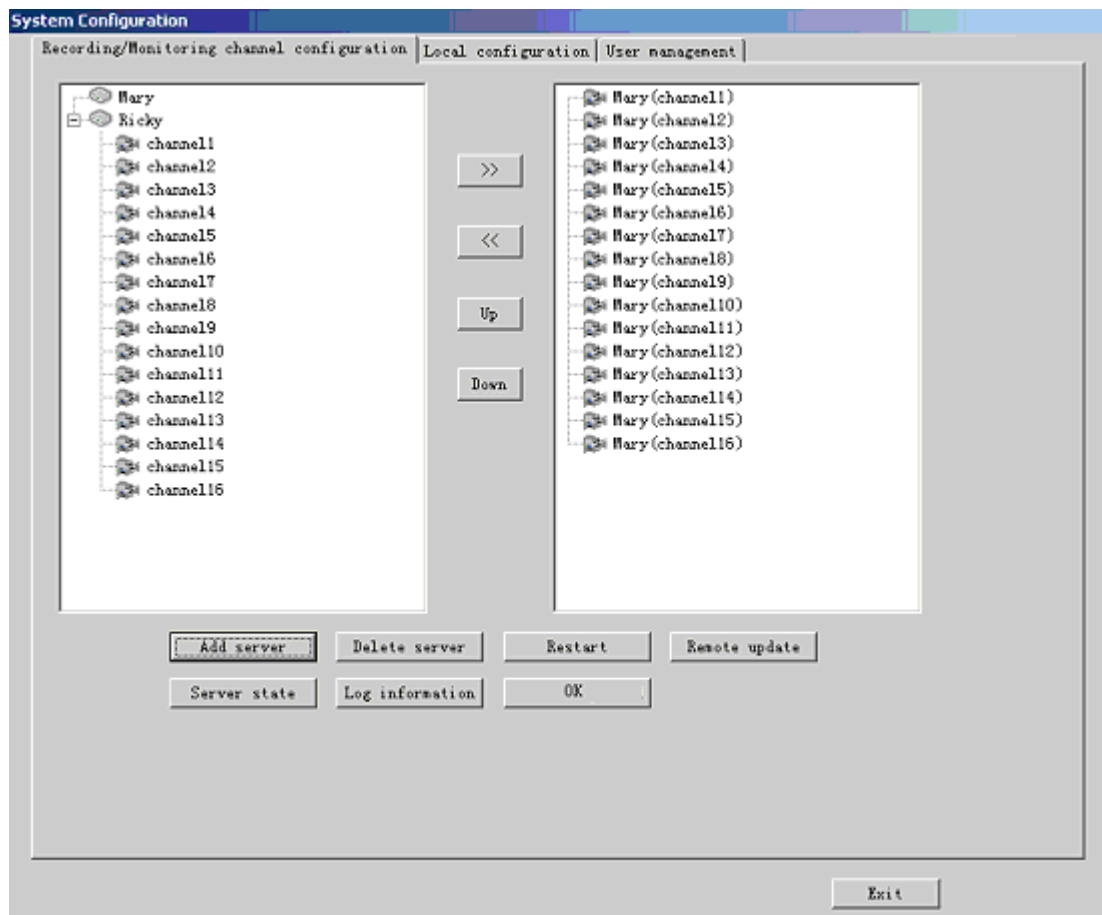 System Configuration
Recording/Monitoring channel configuration
Local configuration
User management
Mary
Ricky
channel1
channel2
channel3
channel4
channel5
channel6
channel7
channel8
channel9
channel10
channel11
channel12
channel13
channel14
channel15
channel16
>>
<<
Up
Down
Mary(channel1)
Mary(channel2)
Mary(channel3)
Mary(channel4)
Mary(channel5)
Mary(channel6)
Mary(channel7)
Mary(channel8)
Mary(channel9)
Mary(channel10)
Mary(channel11)
Mary(channel12)
Mary(channel13)
Mary(channel14)
Mary(channel15)
Mary(channel16)
Add server
Delete server
Restart
Remote update
Server state
Log information
OK
Exit